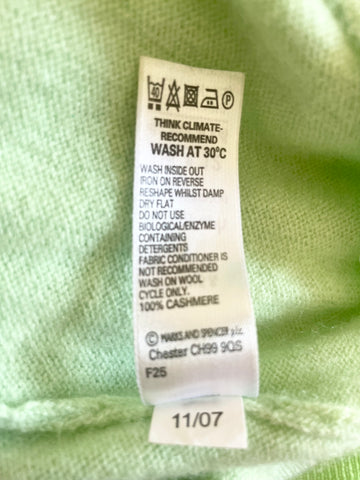 40 P
THINK CLIMATE-
RECOMMEND
WASH AT 30°C
WASH INSIDE OUT
IRON ON REVERSE
RESHAPE WHILST DAMP
DRY FLAT
DO NOT USE
BIOLOGICAL/ENZYME
CONTAINING
DETERGENTS
FABRIC CONDITIONER IS
NOT RECOMMENDED
WASH ON WOOL
CYCLE ONLY.
100% CASHMERE
© MARKS AND SPENCER p.l.c.
Chester CH99 9QS
F25
11/07